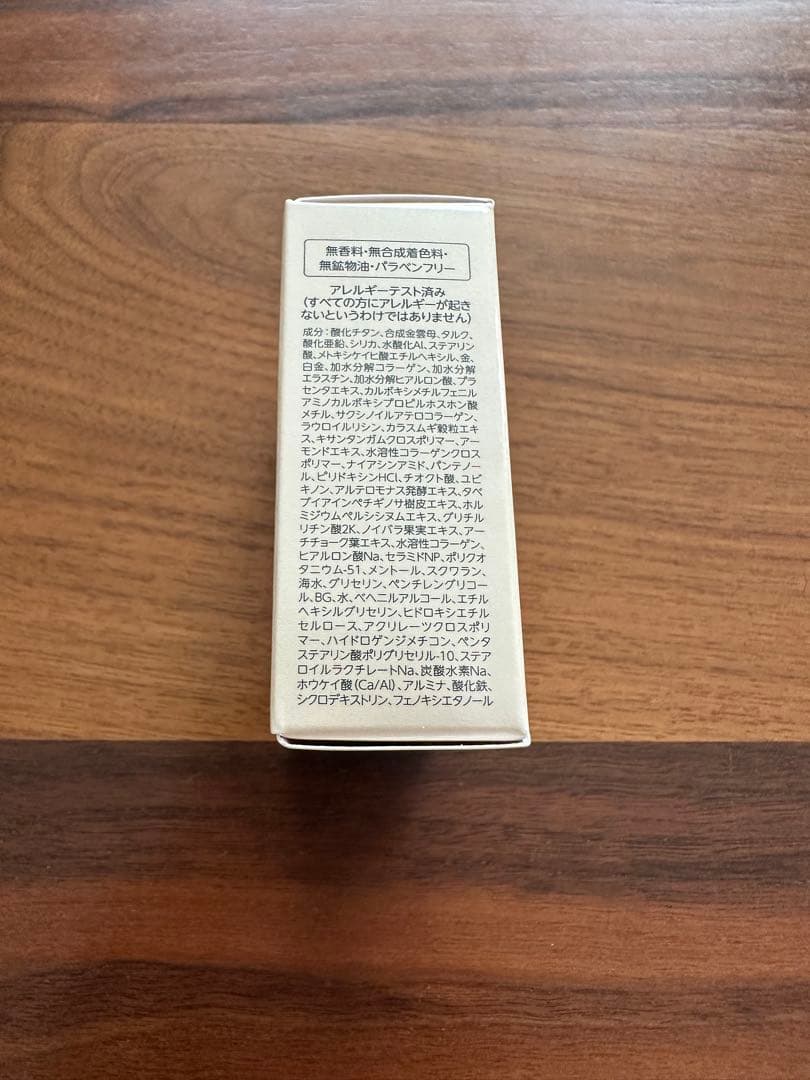 無香料・無合成着色料・
無鉱物油・パラベンフリー
アレルギーテスト済み
(すべての方にアレルギーが起き
ないというわけではありません)
成分：酸化チタン、合成金雲母、タルク、
酸化亜鉛、シリカ、水酸化Al、ステアリン
酸、メトキシケイヒ酸エチルヘキシル、金、
白金、加水分解コラーゲン、加水分解
エラスチン、加水分解ヒアルロン酸、プラ
センタエキス、カルボキシメチルフェニル
アミノカルボキシプロピルホスホン酸
メチル、サクシノイルアテロコラーゲン、
ラウロイルリシン、カラスムギ穀粒エキ
ス、キサンタンガムクロスポリマー、アー
モンドエキス、水溶性コラーゲンクロス
ポリマー、ナイアシンアミド、パンテノー
ル、ピリドキシンHCl、チオクト酸、ユビ
キノン、アルテロモナス発酵エキス、タベ
ブイアインペチギノサ樹皮エキス、ホル
ミジウムペルシシヌムエキス、グリチル
リチン酸2K、ノイバラ果実エキス、アー
チチョーク葉エキス、水溶性コラーゲン、
ヒアルロン酸Na、セラミドNP、ポリクオ
タニウム-51、メントール、スクワラン、
海水、グリセリン、ペンチレングリコー
ル、BG、水、ベヘニルアルコール、エチル
ヘキシルグリセリン、ヒドロキシエチル
セルロース、アクリレーツクロスポリ
マー、ハイドロゲンジメチコン、ペンタ
ステアリン酸ポリグリセリル-10、ステア
ロイルラクチレートNa、炭酸水素Na、
ホウケイ酸(Ca/Al)、アルミナ、酸化鉄、
シクロデキストリン、フェノキシエタノール